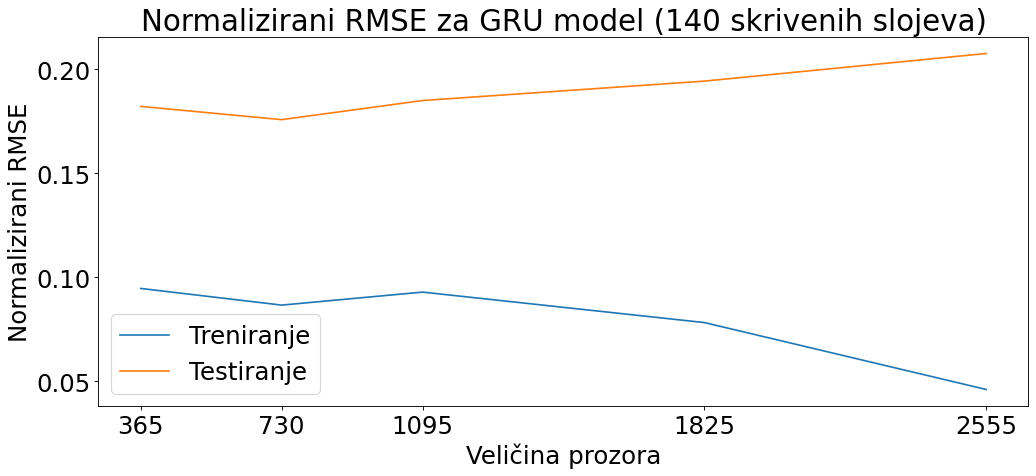 Normalizirani RMSE za GRU model (140 skrivenih slojeva)
Normalizirani RMSE
0.20
0.15
0.10
0.05
Treniranje
Testiranje
365 730 1095 1825 2555
Veličina prozora